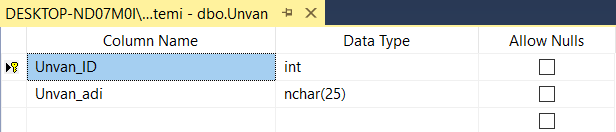 DESKTOP-ND07M0I\...temi - dbo.Unvan
Column Name Data Type Allow Nulls
Unvan_ID int
Unvan_adi nchar(25)